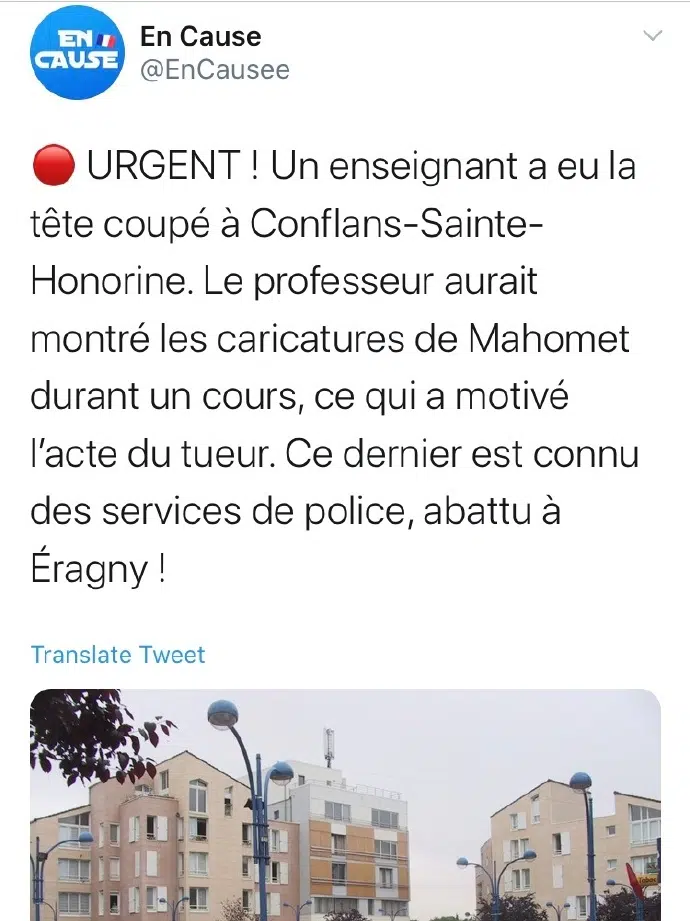 EN
CAUSE
En Cause
@EnCausee
🔴 URGENT ! Un enseignant a eu la
tête coupé à Conflans-Sainte-
Honorine. Le professeur aurait
montré les caricatures de Mahomet
durant un cours, ce qui a motivé
l'acte du tueur. Ce dernier est connu
des services de police, abattu à
Éragny !
Translate Tweet